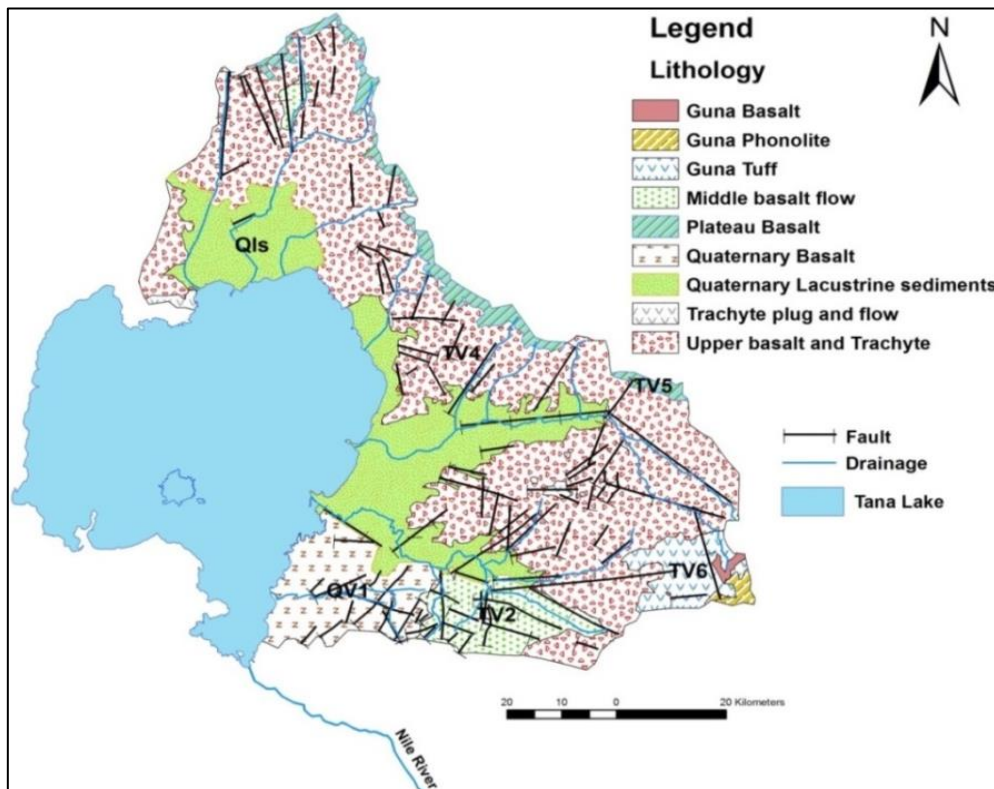 Legend
N
Lithology
Guna Basalt
Guna Phonolite
Guna Tuff
Middle basalt flow
Plateau Basalt
Quaternary Basalt
Quaternary Lacustrine sediments
Trachyte plug and flow
Upper basalt and Trachyte
Qls
TV4
TV5
Fault
Drainage
Tana Lake
TV6
QV1
TV2
20 10 0 20 Kilometers
Nile River